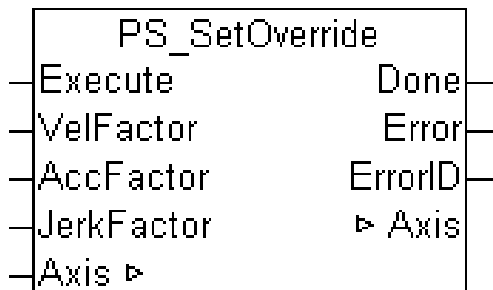 PS_SetOverride
Execute Done
VelFactor Error
AccFactor ErrorID
JerkFactor ▹ Axis
Axis ▹